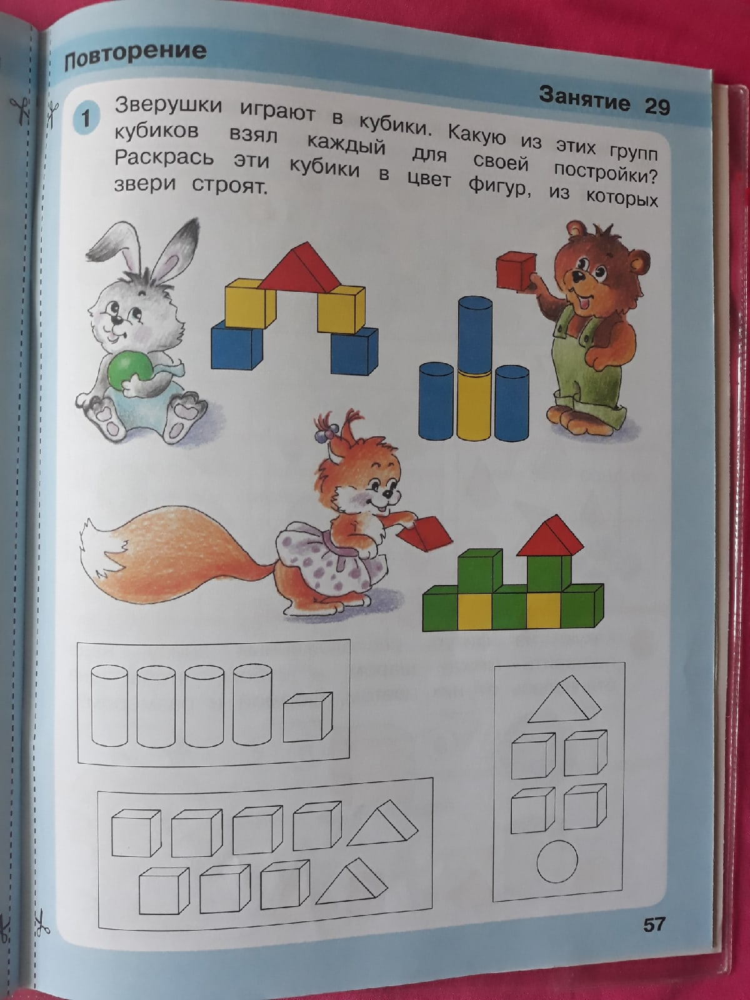 Повторение
Занятие 29
1 Зверушки играют в кубики. Какую из этих групп
кубиков взял каждый для своей постройки?
Раскрась эти кубики в цвет фигур, из которых
звери строят.
57